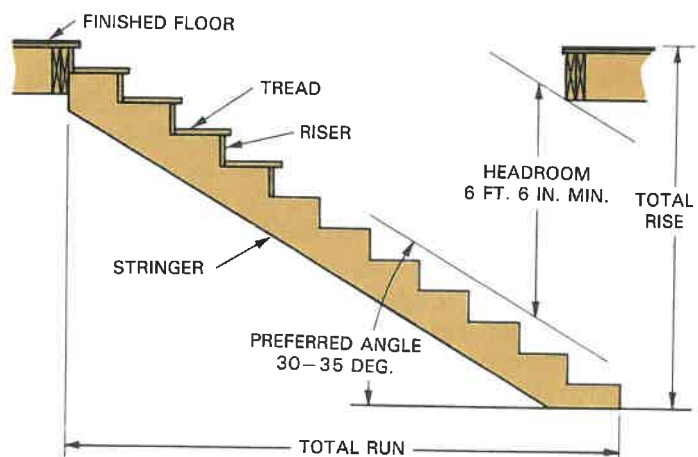 FINISHED FLOOR
TREAD
RISER
HEADROOM
6 FT. 6 IN. MIN.
TOTAL
RISE
STRINGER
PREFERRED ANGLE
30–35 DEG.
TOTAL RUN